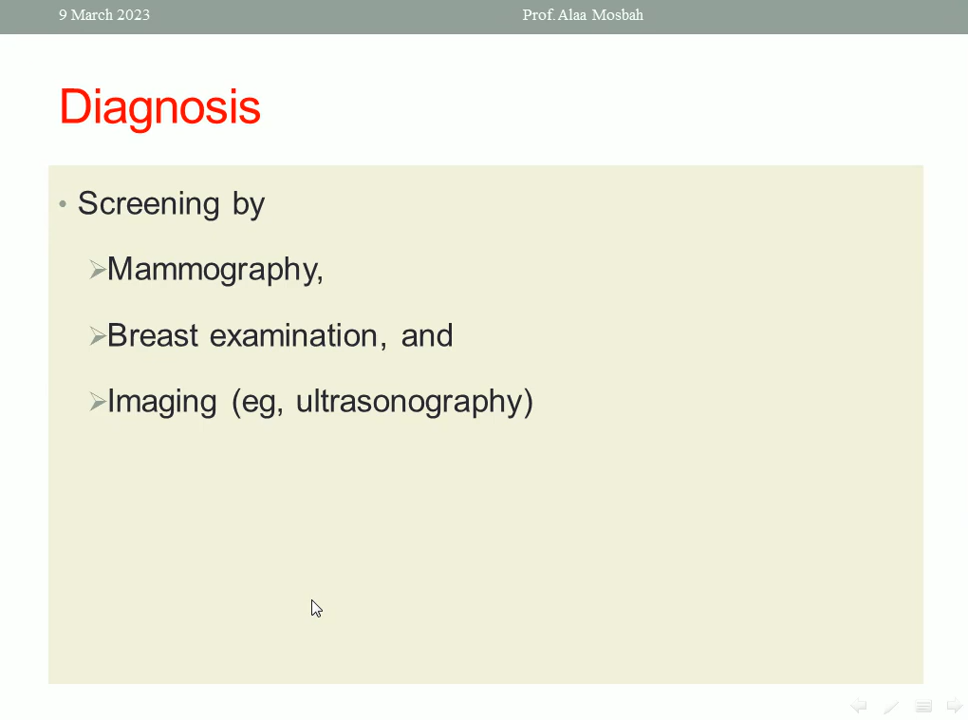 9 March 2023 Prof. Alaa Mosbah
Diagnosis
• Screening by
➢Mammography,
➢Breast examination, and
➢Imaging (eg, ultrasonography)